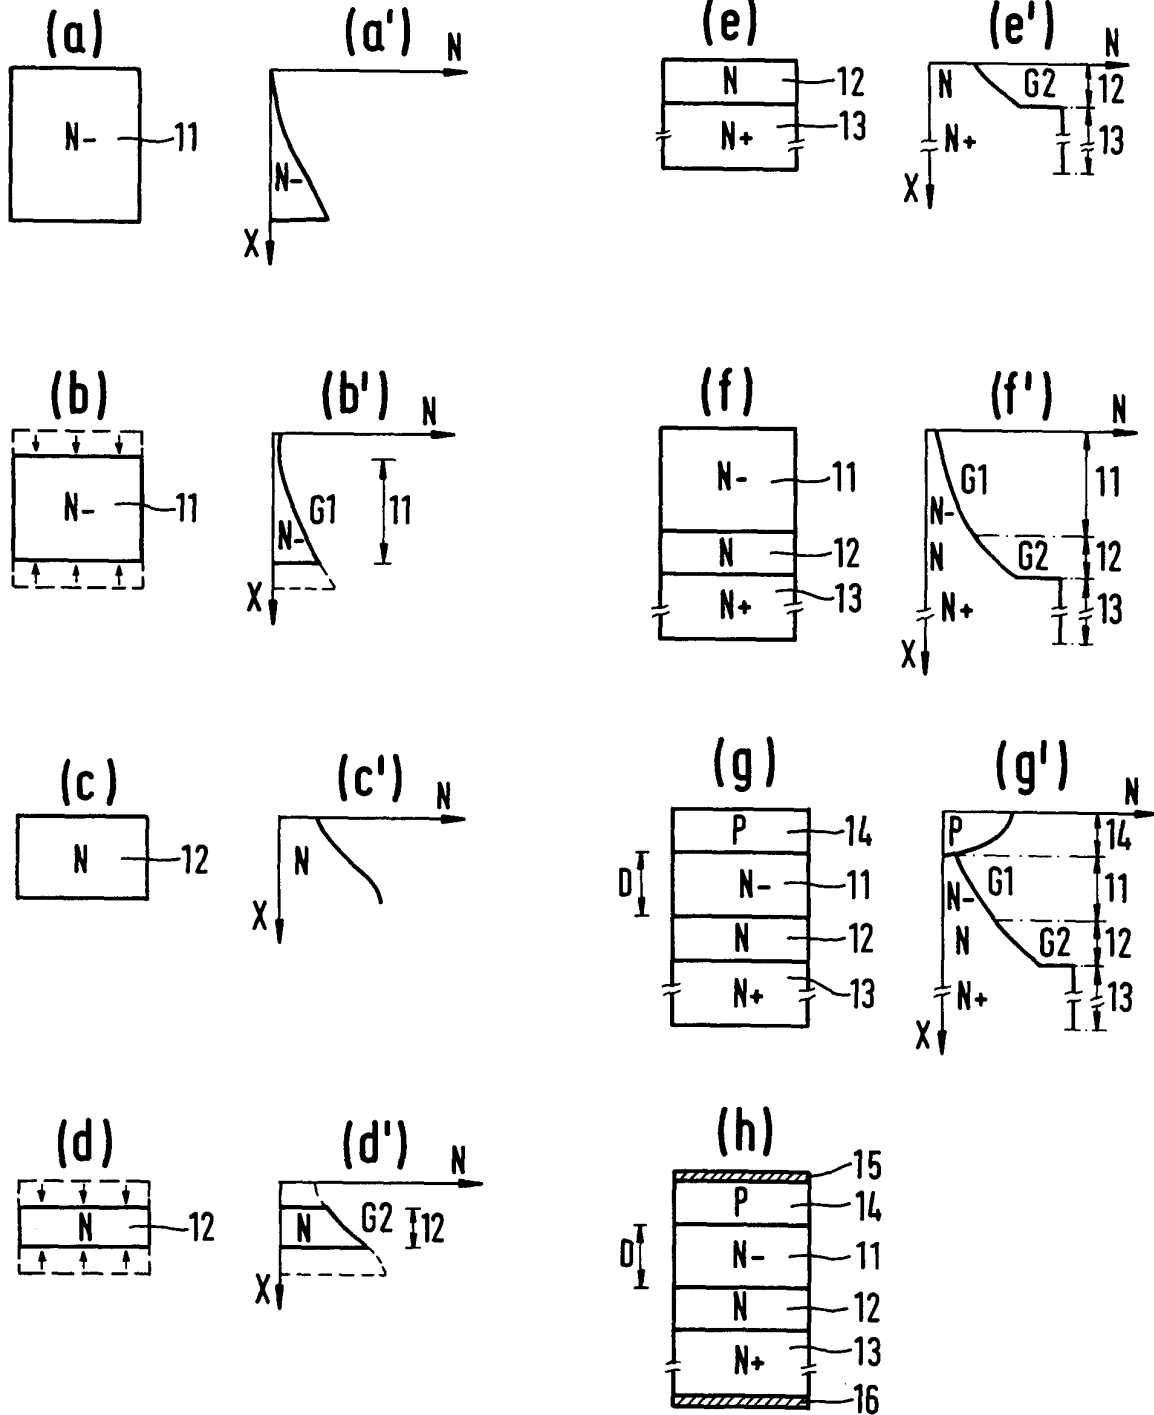 (a)
N-
11
(a')
N
N-
X
(b)
N-
11
(b')
N
G1
11
N-
X
(c)
N
12
(c')
N
N
X
(d)
N
12
(d')
N
G2
N
12
X
(e)
N
12
N+
13
(e')
N
N
G2
12
N+
13
X
(f)
N-
11
N
12
N+
13
(f')
N
G1
11
N-
N
G2
12
N+
13
X
(g)
P
14
D
N-
11
N
12
N+
13
(g')
N
P
14
G1
11
N-
N
G2
12
N+
13
X
(h)
15
P
14
D
N-
11
N
12
N+
13
16